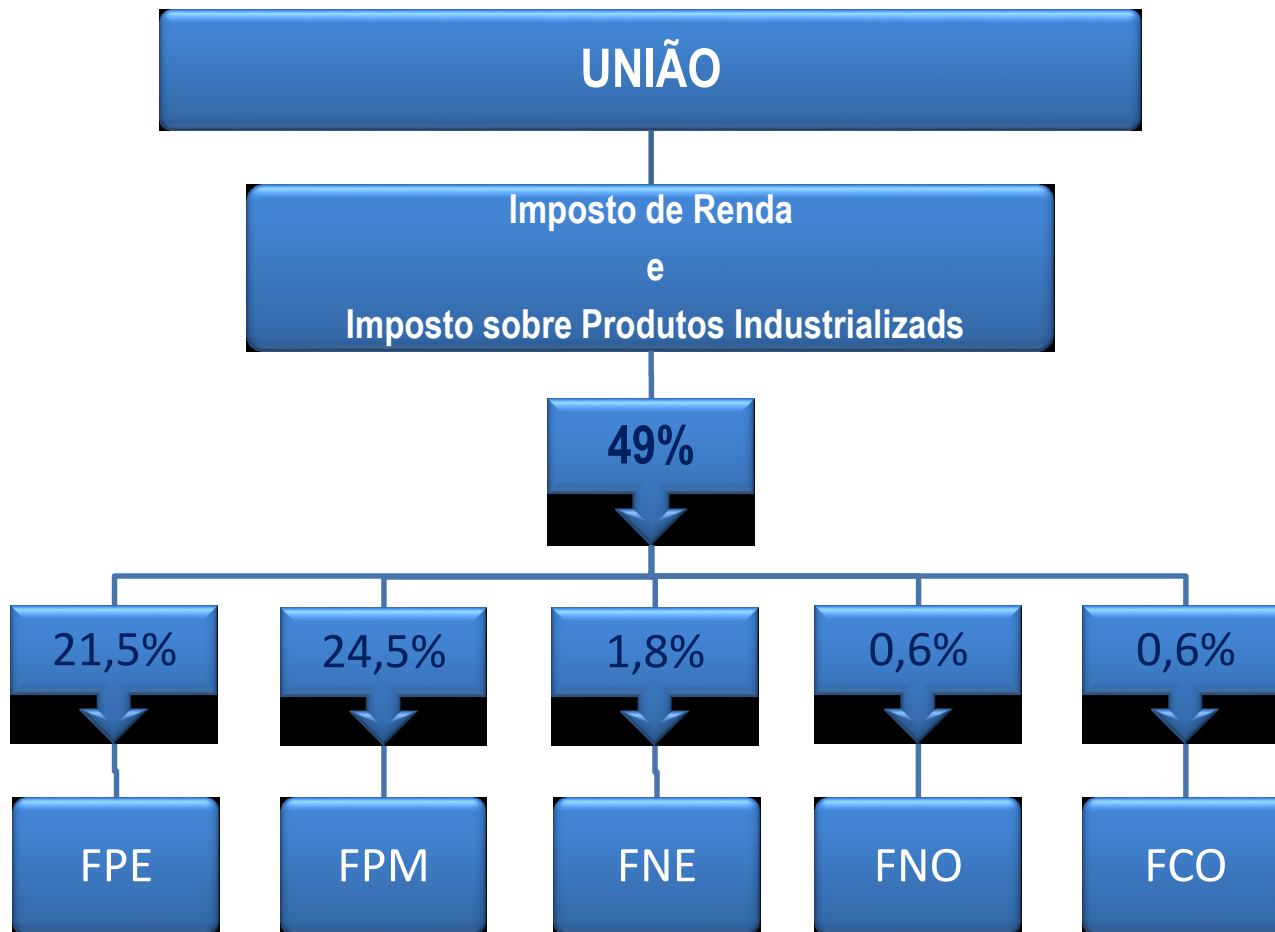 UNIÃO
Imposto de Renda
e
Imposto sobre Produtos Industrializads
49%
21,5%
24,5%
1,8%
0,6%
0,6%
FPE
FPM
FNE
FNO
FCO